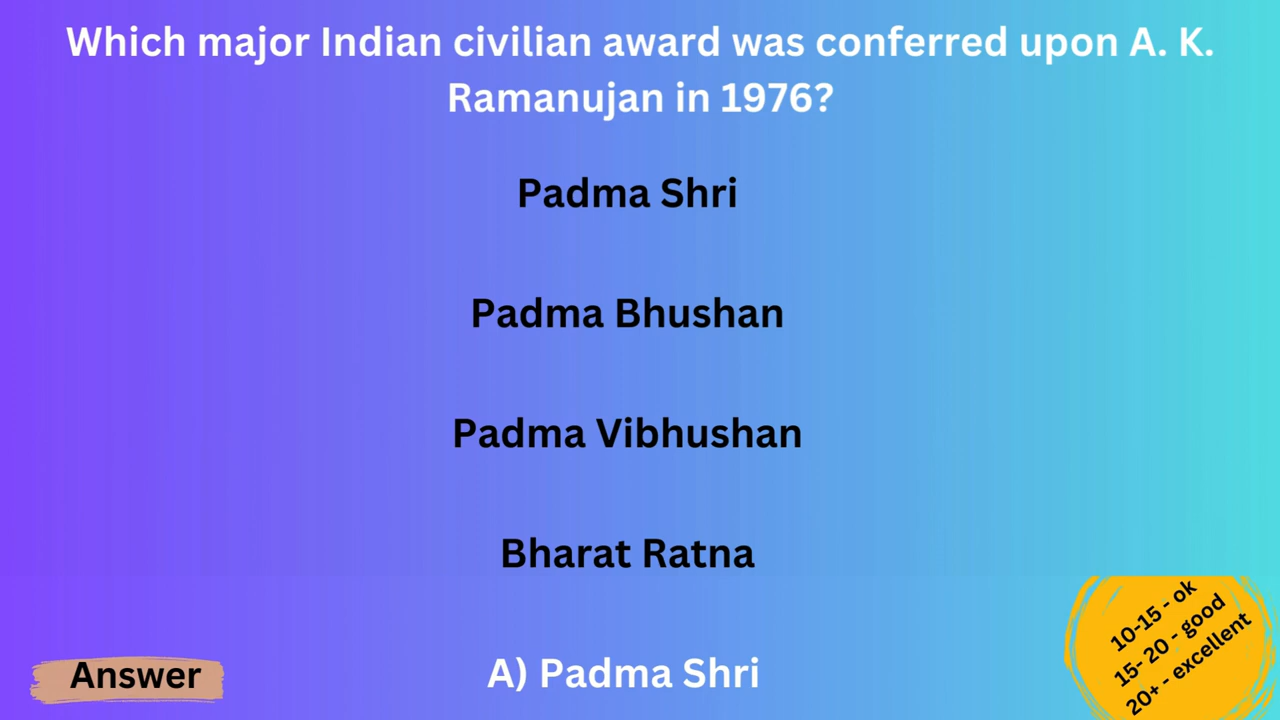 Which major Indian civilian award was conferred upon A. K.
Ramanujan in 1976?
Padma Shri
Padma Bhushan
Padma Vibhushan
Bharat Ratna
10-15 - ok
15- 20 - good
20+ - excellent
Answer
A) Padma Shri